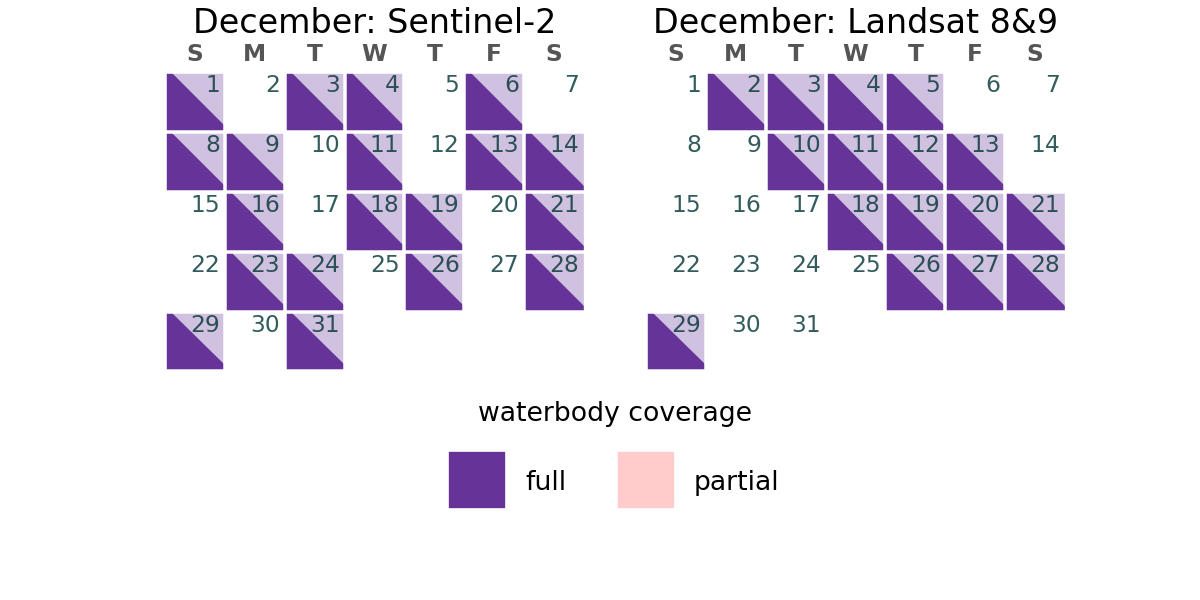 December: Sentinel-2
S M T W T F S
1 2 3 4 5 6 7
8 9 10 11 12 13 14
15 16 17 18 19 20 21
22 23 24 25 26 27 28
29 30 31
December: Landsat 8&9
S M T W T F S
1 2 3 4 5 6 7
8 9 10 11 12 13 14
15 16 17 18 19 20 21
22 23 24 25 26 27 28
29 30 31
waterbody coverage
full
partial